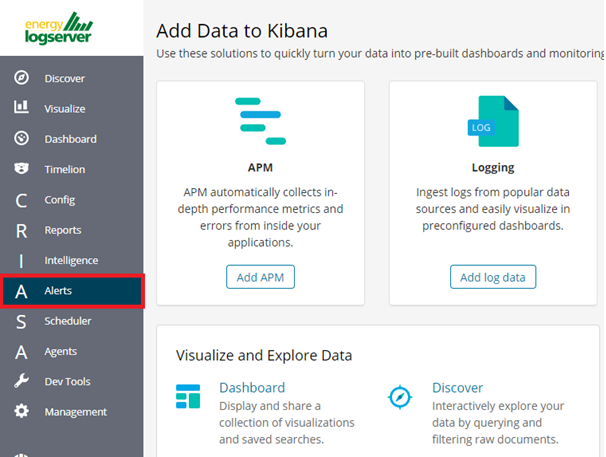 energy
logserver
Discover
Visualize
Dashboard
Timelion
C Config
R Reports
I Intelligence
A Alerts
S Scheduler
A Agents
Dev Tools
Management
Add Data to Kibana
Use these solutions to quickly turn your data into pre-built dashboards and monitoring
APM
APM automatically collects in-
depth performance metrics and
errors from inside your
applications.
Add APM
LOG
Logging
Ingest logs from popular data
sources and easily visualize in
preconfigured dashboards.
Add log data
Visualize and Explore Data
Dashboard
Display and share a
collection of visualizations
and saved searches.
Discover
Interactively explore your
data by querying and
filtering raw documents.